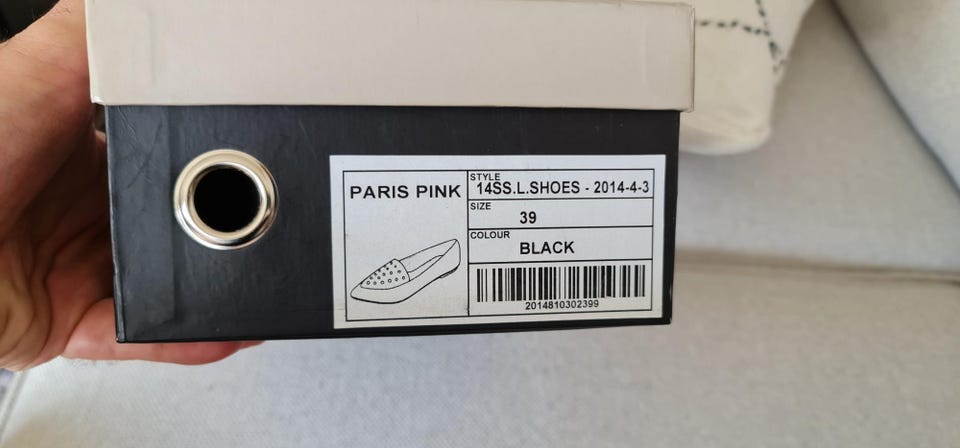 PARIS PINK
STYLE
14SS.L.SHOES - 2014-4-3
SIZE
39
COLOUR
BLACK
2014810302399